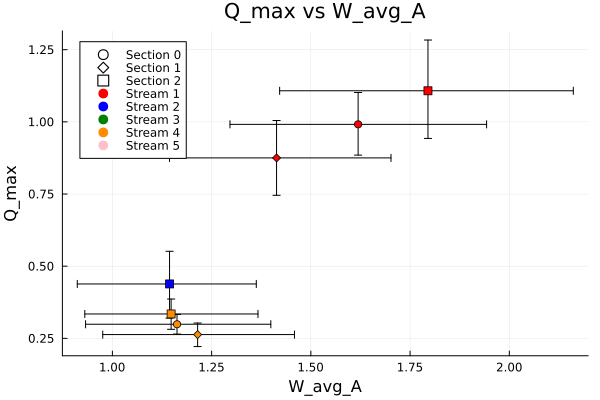 Q_max vs W_avg_A
Section 0
Section 1
Section 2
Stream 1
Stream 2
Stream 3
Stream 4
Stream 5
Q_max
1.25
1.00
0.75
0.50
0.25
1.00
1.25
1.50
1.75
2.00
W_avg_A